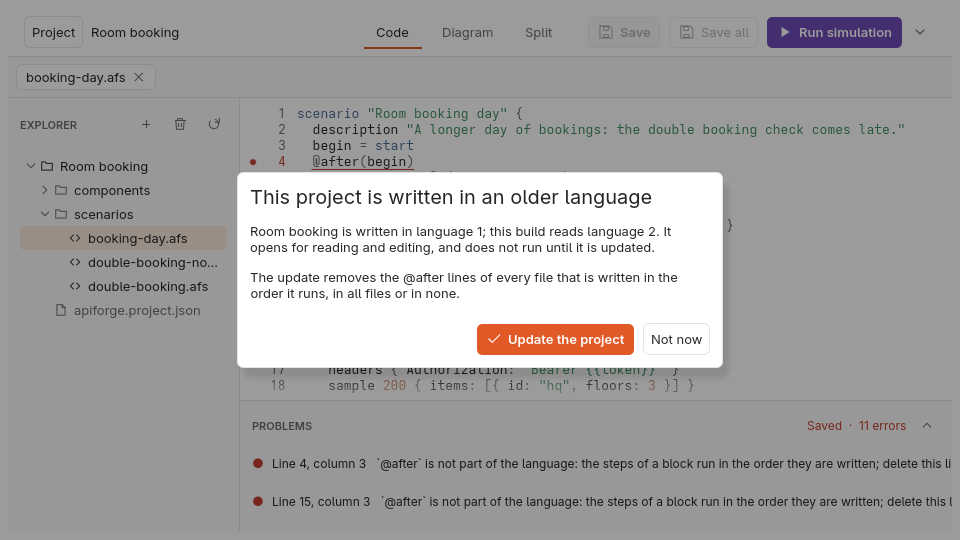 Project Room booking Code Diagram Split Save Save all Run simulation
booking-day.afs
EXPLORER
Room booking
components
scenarios
booking-day.afs
double-booking-no...
double-booking.afs
apiforge.project.json
1 scenario "Room booking day" {
2 description "A longer day of bookings: the double booking check comes late."
3 begin = start
4 @after(begin)
}
This project is written in an older language
Room booking is written in language 1; this build reads language 2. It
opens for reading and editing, and does not run until it is updated.
The update removes the @after lines of every file that is written in the
order it runs, in all files or in none.
Update the project Not now
17 headers { Authorization: "Bearer {{token}}" }
18 sample 200 { items: [{ id: "hq", floors: 3 }] }
PROBLEMS Saved · 11 errors
Line 4, column 3 `@after` is not part of the language: the steps of a block run in the order they are written; delete this li
Line 15, column 3 `@after` is not part of the language: the steps of a block run in the order they are written; delete this l